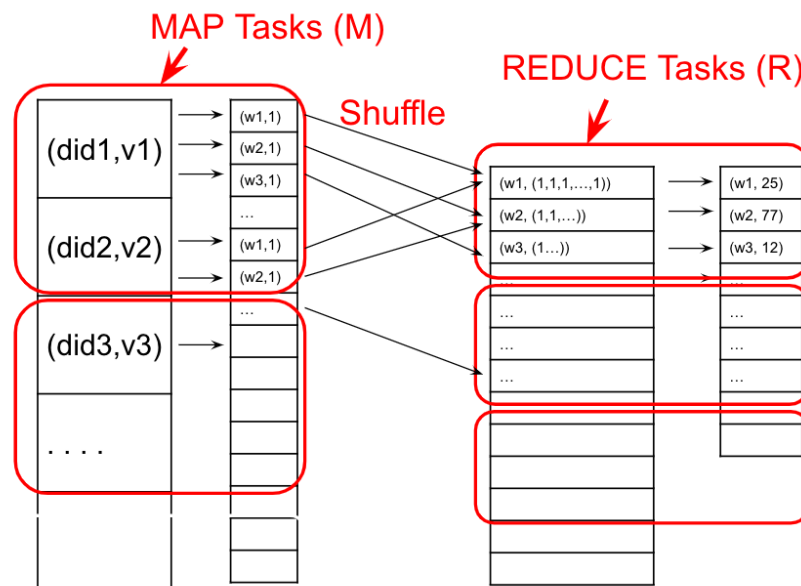 MAP Tasks (M)
REDUCE Tasks (R)
Shuffle
(did1,v1)
(did2,v2)
(did3,v3)
. . . .
(w1,1)
(w2,1)
(w3,1)
...
(w1,1)
(w2,1)
...
(w1, (1,1,1,...,1))
(w2, (1,1,...))
(w3, (1...))
...
...
...
...
(w1, 25)
(w2, 77)
(w3, 12)
...
...
...
...